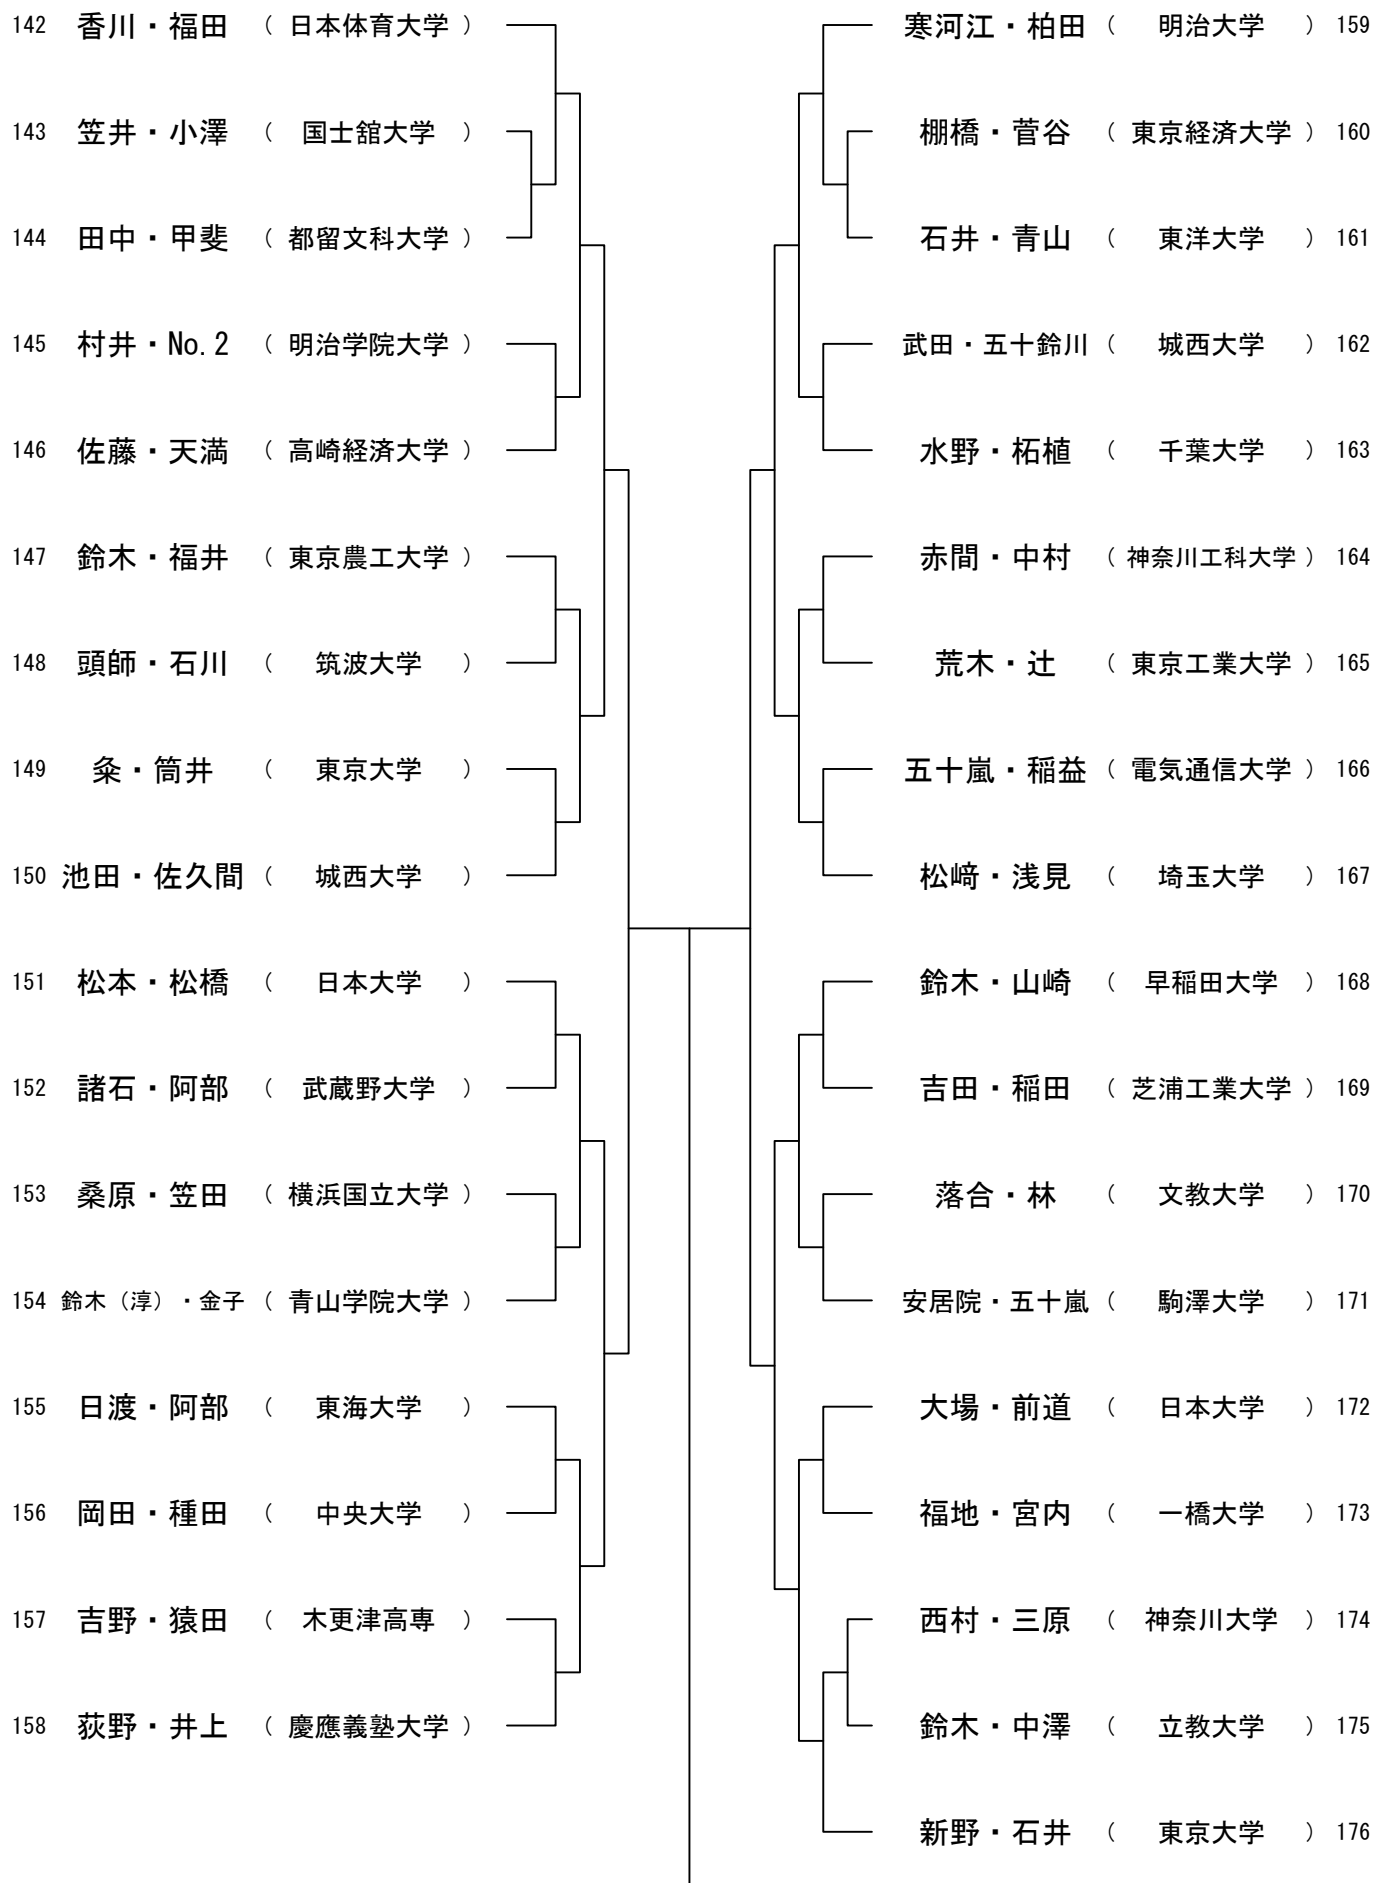 142 香川・福田 （ 日本体育大学 ）
143 笠井・小澤 （ 国士舘大学 ）
144 田中・甲斐 （ 都留文科大学 ）
145 村井・No.2 （ 明治学院大学 ）
146 佐藤・天満 （ 高崎経済大学 ）
147 鈴木・福井 （ 東京農工大学 ）
148 頭師・石川 （ 筑波大学 ）
149 粂・筒井 （ 東京大学 ）
150 池田・佐久間 （ 城西大学 ）
151 松本・松橋 （ 日本大学 ）
152 諸石・阿部 （ 武蔵野大学 ）
153 桑原・笠田 （ 横浜国立大学 ）
154 鈴木（淳）・金子 （ 青山学院大学 ）
155 日渡・阿部 （ 東海大学 ）
156 岡田・種田 （ 中央大学 ）
157 吉野・猿田 （ 木更津高専 ）
158 荻野・井上 （ 慶應義塾大学 ）
寒河江・柏田 （ 明治大学 ） 159
棚橋・菅谷 （ 東京経済大学 ） 160
石井・青山 （ 東洋大学 ） 161
武田・五十鈴川 （ 城西大学 ） 162
水野・柘植 （ 千葉大学 ） 163
赤間・中村 （ 神奈川工科大学 ） 164
荒木・辻 （ 東京工業大学 ） 165
五十嵐・稲益 （ 電気通信大学 ） 166
松﨑・浅見 （ 埼玉大学 ） 167
鈴木・山崎 （ 早稲田大学 ） 168
吉田・稲田 （ 芝浦工業大学 ） 169
落合・林 （ 文教大学 ） 170
安居院・五十嵐 （ 駒澤大学 ） 171
大場・前道 （ 日本大学 ） 172
福地・宮内 （ 一橋大学 ） 173
西村・三原 （ 神奈川大学 ） 174
鈴木・中澤 （ 立教大学 ） 175
新野・石井 （ 東京大学 ） 176